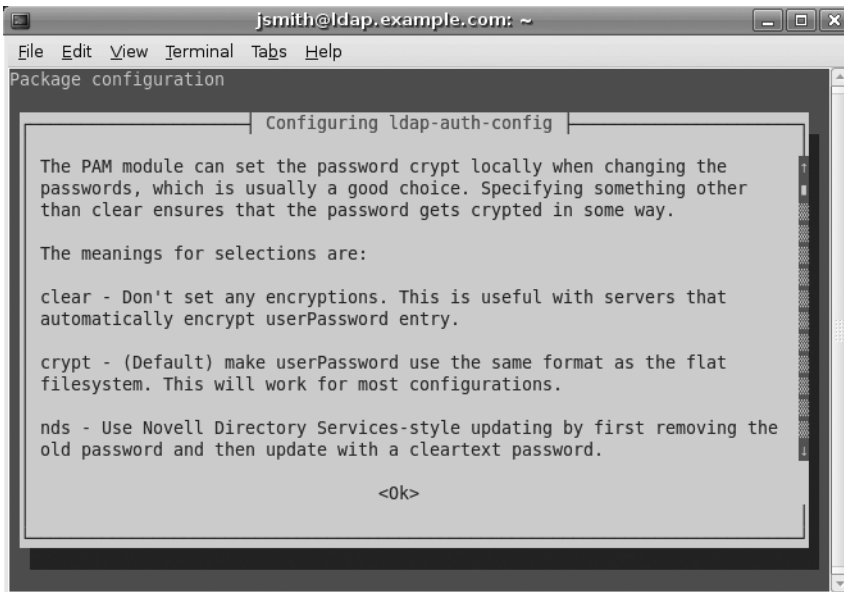 jsmith@ldap.example.com: ~
File Edit View Terminal Tabs Help
Package configuration
Configuring ldap-auth-config
The PAM module can set the password crypt locally when changing the
passwords, which is usually a good choice. Specifying something other
than clear ensures that the password gets crypted in some way.
The meanings for selections are:
clear - Don't set any encryptions. This is useful with servers that
automatically encrypt userPassword entry.
crypt - (Default) make userPassword use the same format as the flat
filesystem. This will work for most configurations.
nds - Use Novell Directory Services-style updating by first removing the
old password and then update with a cleartext password.
<Ok>